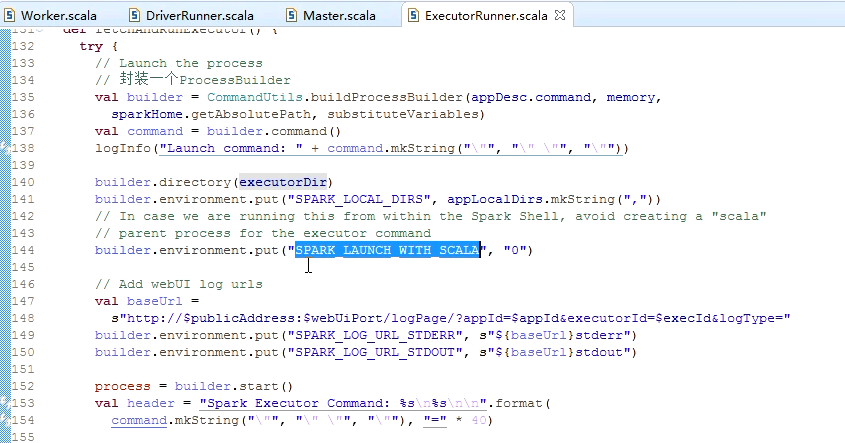 Worker.scala DriverRunner.scala Master.scala ExecutorRunner.scala
131 def fetchAndRunExecutor() {
132 try {
133 // Launch the process
134 // 封装一个ProcessBuilder
135 val builder = CommandUtils.buildProcessBuilder(appDesc.command, memory,
136 sparkHome.getAbsolutePath, substituteVariables)
137 val command = builder.command()
138 logInfo("Launch command: " + command.mkString("\"", "\" \"", "\""))
139
140 builder.directory(executorDir)
141 builder.environment.put("SPARK_LOCAL_DIRS", appLocalDirs.mkString(","))
142 // In case we are running this from within the Spark Shell, avoid creating a "scala"
143 // parent process for the executor command
144 builder.environment.put("SPARK_LAUNCH_WITH_SCALA", "0")
145
146 // Add webUI log urls
147 val baseUrl =
148 s"http://$publicAddress:$webUiPort/logPage/?appId=$appId&executorId=$execId&logType="
149 builder.environment.put("SPARK_LOG_URL_STDERR", s"${baseUrl}stderr")
150 builder.environment.put("SPARK_LOG_URL_STDOUT", s"${baseUrl}stdout")
151
152 process = builder.start()
153 val header = "Spark Executor Command: %s\n%s\n\n".format(
154 command.mkString("\"", "\" \"", "\""), "=" * 40)
155